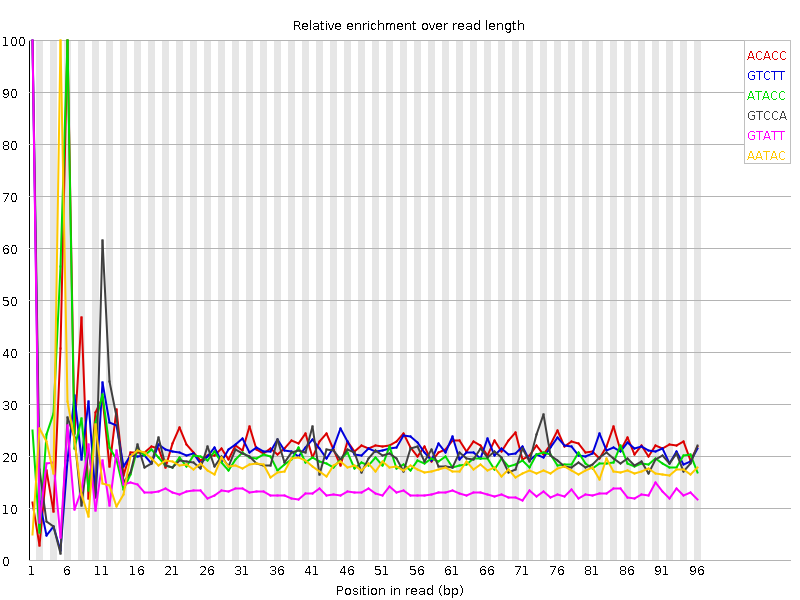 Relative enrichment over read length
100
90
80
70
60
50
40
30
20
10
0
ACACC
GTCTT
ATACC
GTCCA
GTATT
AATAC
1 6 11 16 21 26 31 36 41 46 51 56 61 66 71 76 81 86 91 96
Position in read (bp)